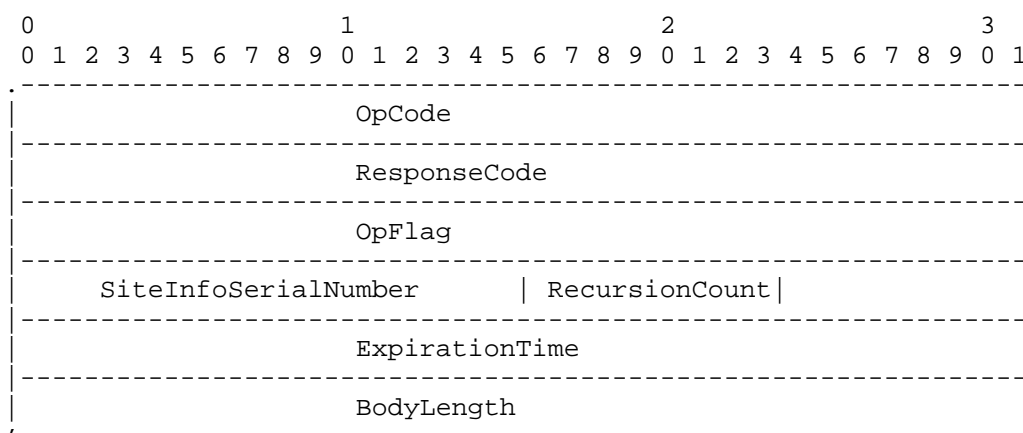 0                   1                   2                   3
0 1 2 3 4 5 6 7 8 9 0 1 2 3 4 5 6 7 8 9 0 1 2 3 4 5 6 7 8 9 0 1
.---------------------------------------------------------------
|                     OpCode
|---------------------------------------------------------------
|                     ResponseCode
|---------------------------------------------------------------
|                     OpFlag
|---------------------------------------------------------------
|     SiteInfoSerialNumber      | RecursionCount|
|---------------------------------------------------------------
|                     ExpirationTime
|---------------------------------------------------------------
|                     BodyLength